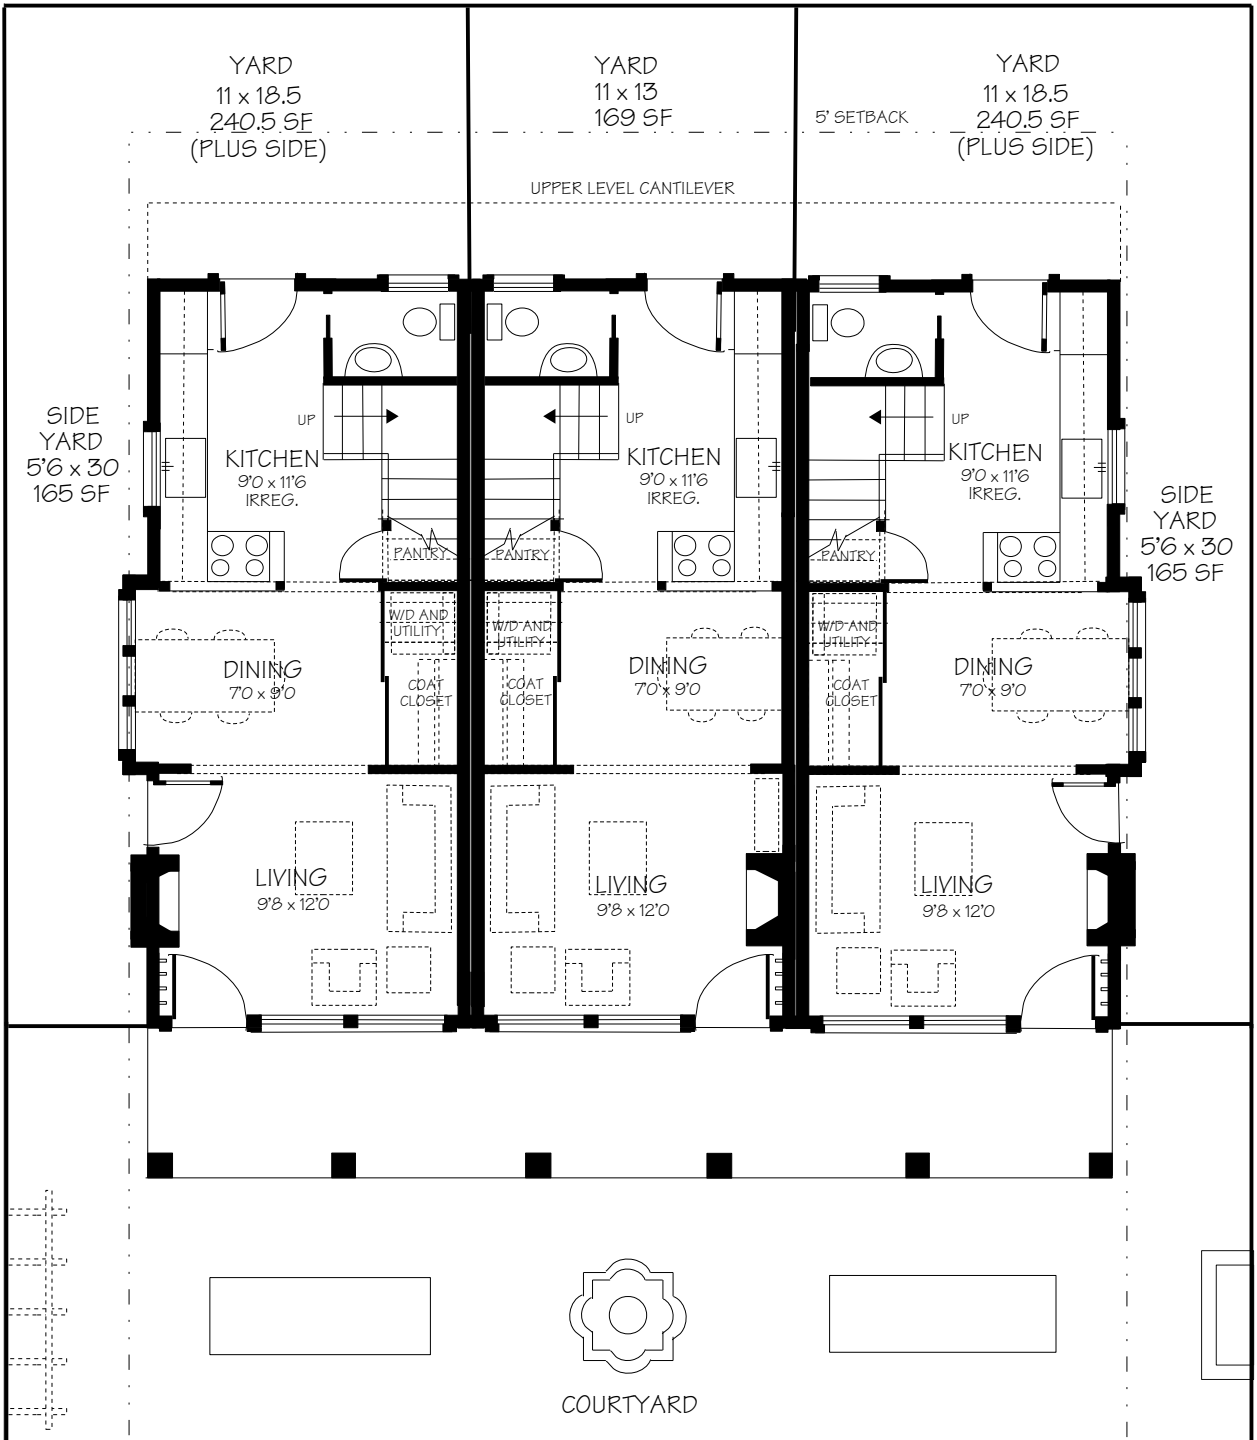 YARD
11 x 18.5
240.5 SF
(PLUS SIDE)
YARD
11 x 13
169 SF
YARD
11 x 18.5
240.5 SF
(PLUS SIDE)
5' SETBACK
UPPER LEVEL CANTILEVER
SIDE
YARD
5'6 x 30
165 SF
UP
KITCHEN
9'0 x 11'6
IRREG.
UP
KITCHEN
9'0 x 11'6
IRREG.
UP
KITCHEN
9'0 x 11'6
IRREG.
SIDE
YARD
5'6 x 30
165 SF
PANTRY
PANTRY
PANTRY
W/D AND
UTILITY
W/D AND
UTILITY
W/D AND
UTILITY
DINING
7'0 x 9'0
COAT
CLOSET
COAT
CLOSET
DINING
7'0 x 9'0
COAT
CLOSET
DINING
7'0 x 9'0
LIVING
9'8 x 12'0
LIVING
9'8 x 12'0
LIVING
9'8 x 12'0
COURTYARD